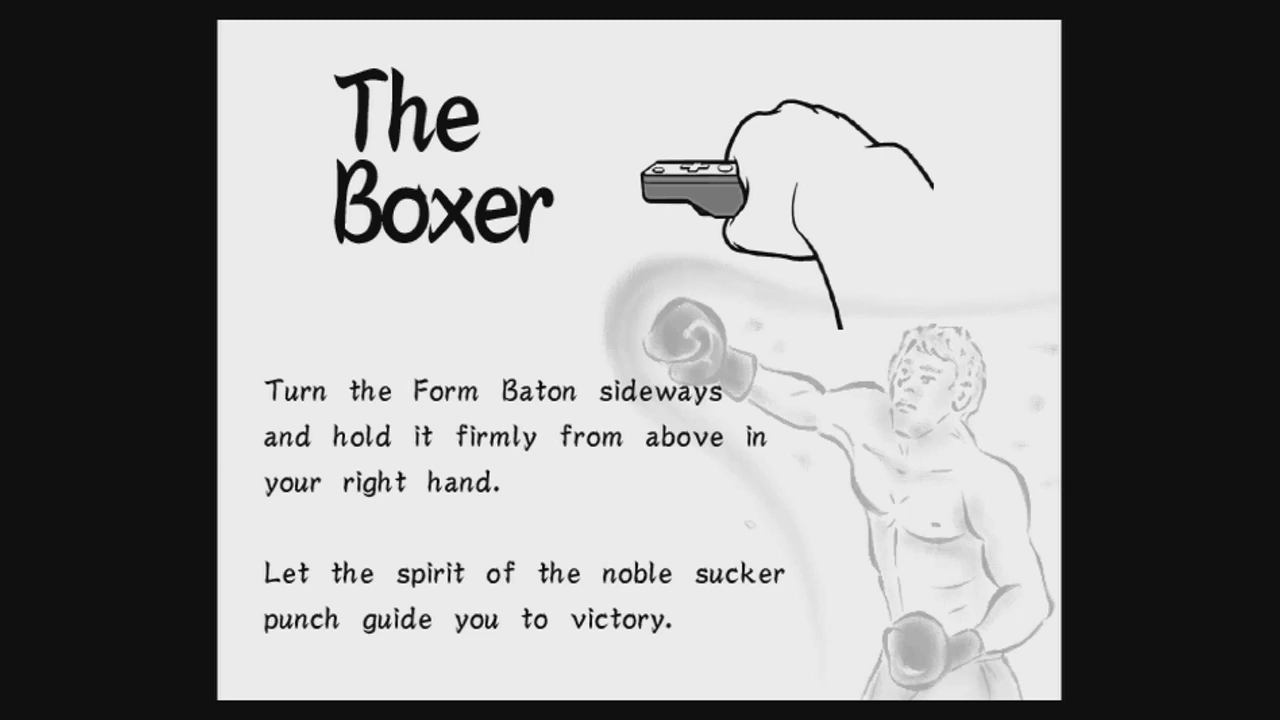 The
Boxer
Turn the Form Baton sideways
and hold it firmly from above in
your right hand.
Let the spirit of the noble sucker
punch guide you to victory.